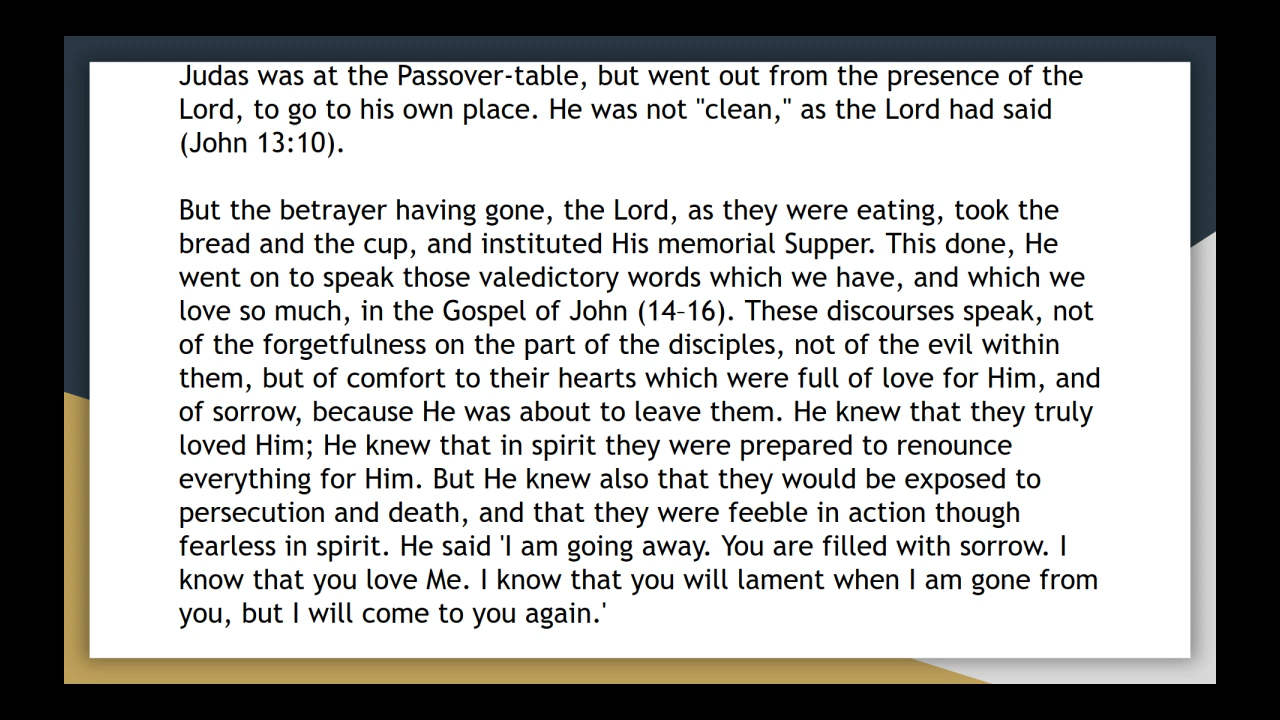 Judas was at the Passover-table, but went out from the presence of the
Lord, to go to his own place. He was not "clean," as the Lord had said
(John 13:10).
But the betrayer having gone, the Lord, as they were eating, took the
bread and the cup, and instituted His memorial Supper. This done, He
went on to speak those valedictory words which we have, and which we
love so much, in the Gospel of John (14–16). These discourses speak, not
of the forgetfulness on the part of the disciples, not of the evil within
them, but of comfort to their hearts which were full of love for Him, and
of sorrow, because He was about to leave them. He knew that they truly
loved Him; He knew that in spirit they were prepared to renounce
everything for Him. But He knew also that they would be exposed to
persecution and death, and that they were feeble in action though
fearless in spirit. He said 'I am going away. You are filled with sorrow. I
know that you love Me. I know that you will lament when I am gone from
you, but I will come to you again.'